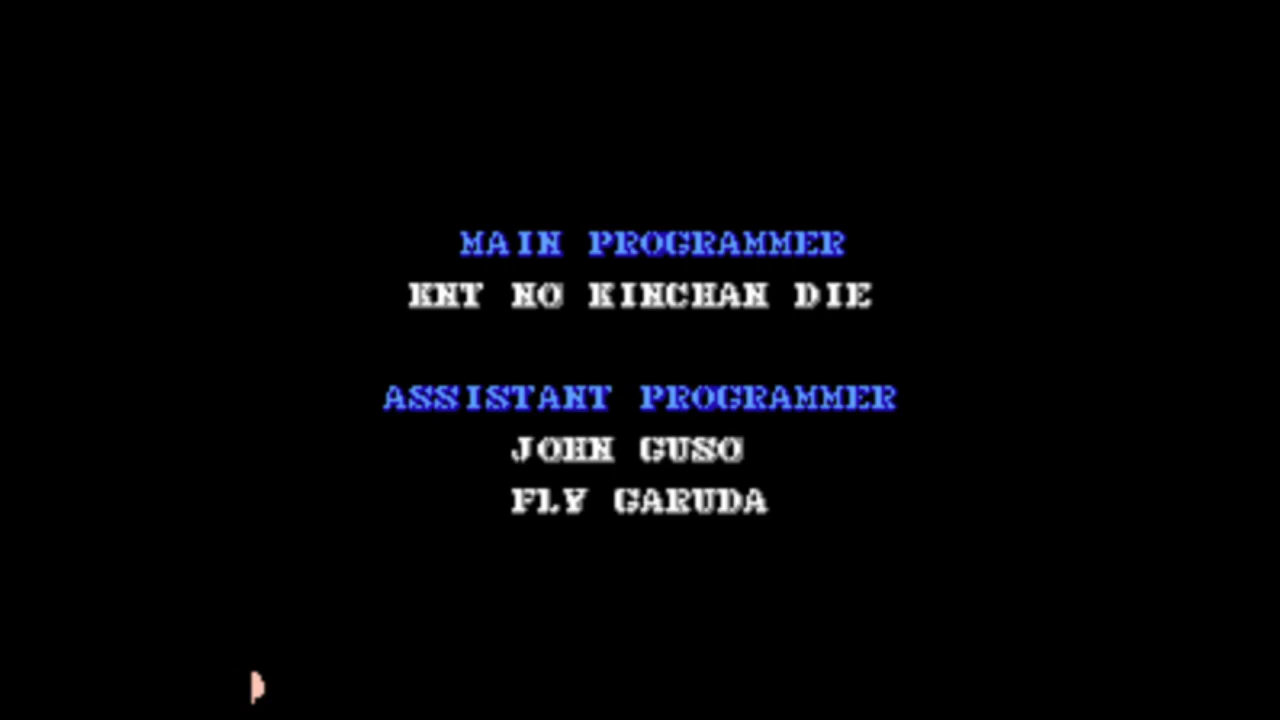 MAIN PROGRAMMER
KNT NO KINCHAN DIE
ASSISTANT PROGRAMMER
JOHN GUSO
FLY GARUDA